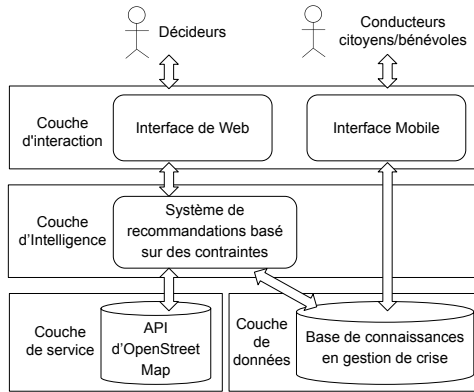 Décideurs
Conducteurs
citoyens/bénévoles
Couche
d'interaction
Interface de Web
Interface Mobile
Couche
d'Intelligence
Système de
recommandations basé
sur des contraintes
Couche
de service
API
d'OpenStreet
Map
Couche
de
données
Base de connaissances
en gestion de crise